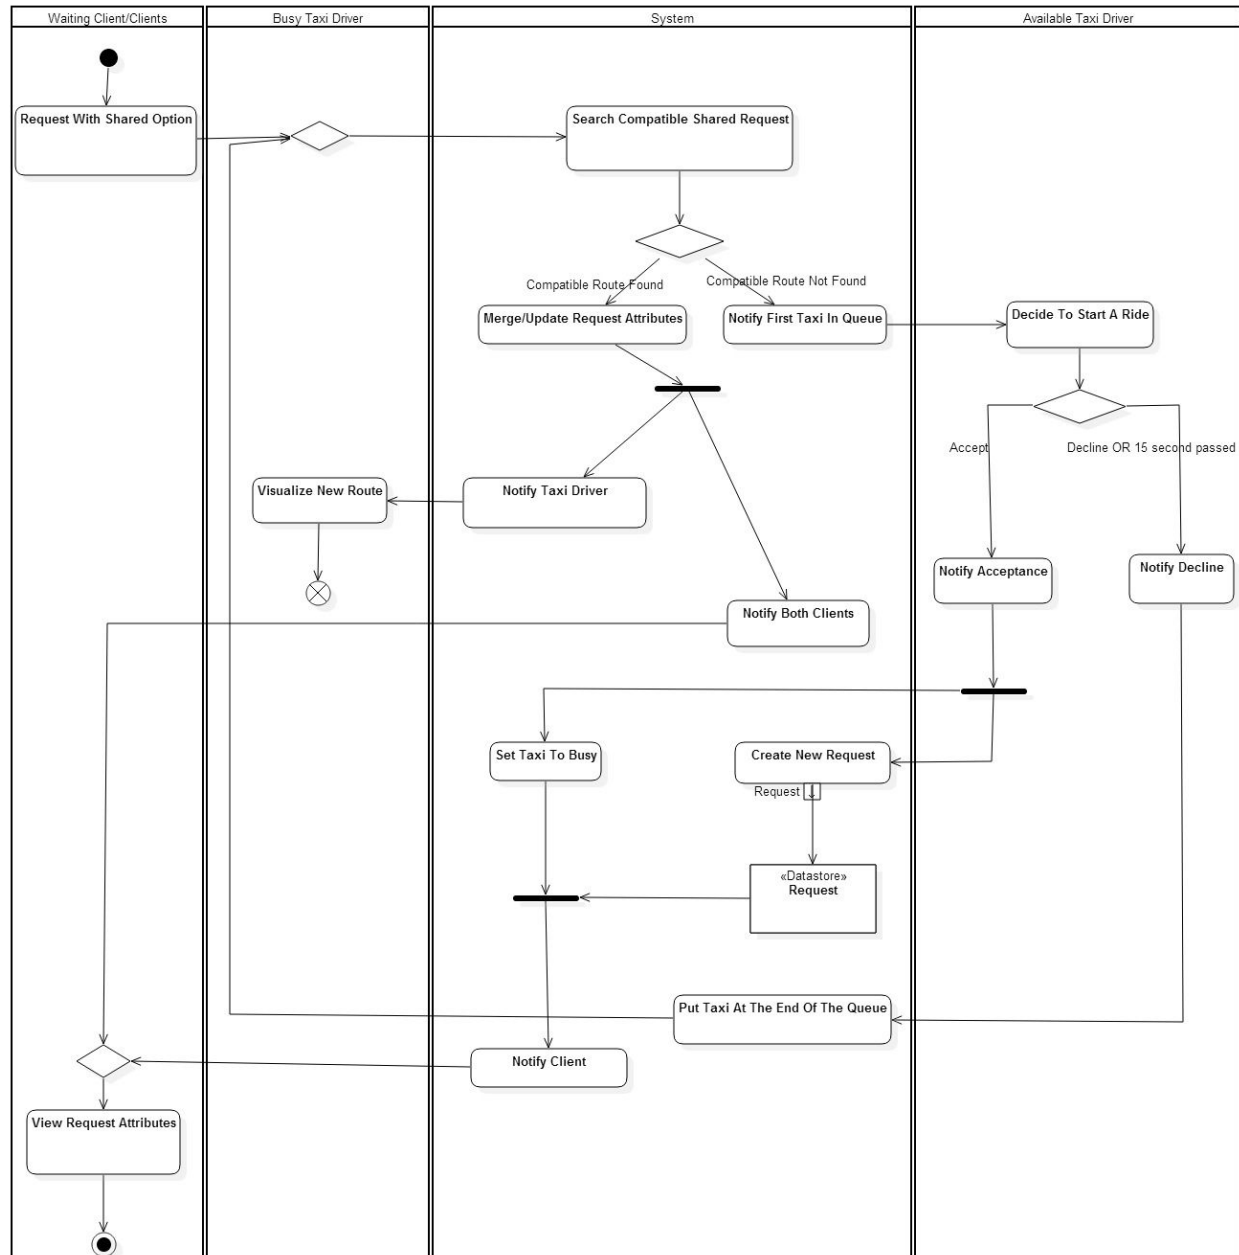 Waiting Client/Clients
Busy Taxi Driver
System
Available Taxi Driver
Request With Shared Option
Search Compatible Shared Request
Compatible Route Found
Compatible Route Not Found
Merge/Update Request Attributes
Notify First Taxi In Queue
Decide To Start A Ride
Accept
Decline OR 15 second passed
Visualize New Route
Notify Taxi Driver
Notify Acceptance
Notify Decline
Notify Both Clients
Set Taxi To Busy
Create New Request
Request
«Datastore»
Request
Put Taxi At The End Of The Queue
Notify Client
View Request Attributes